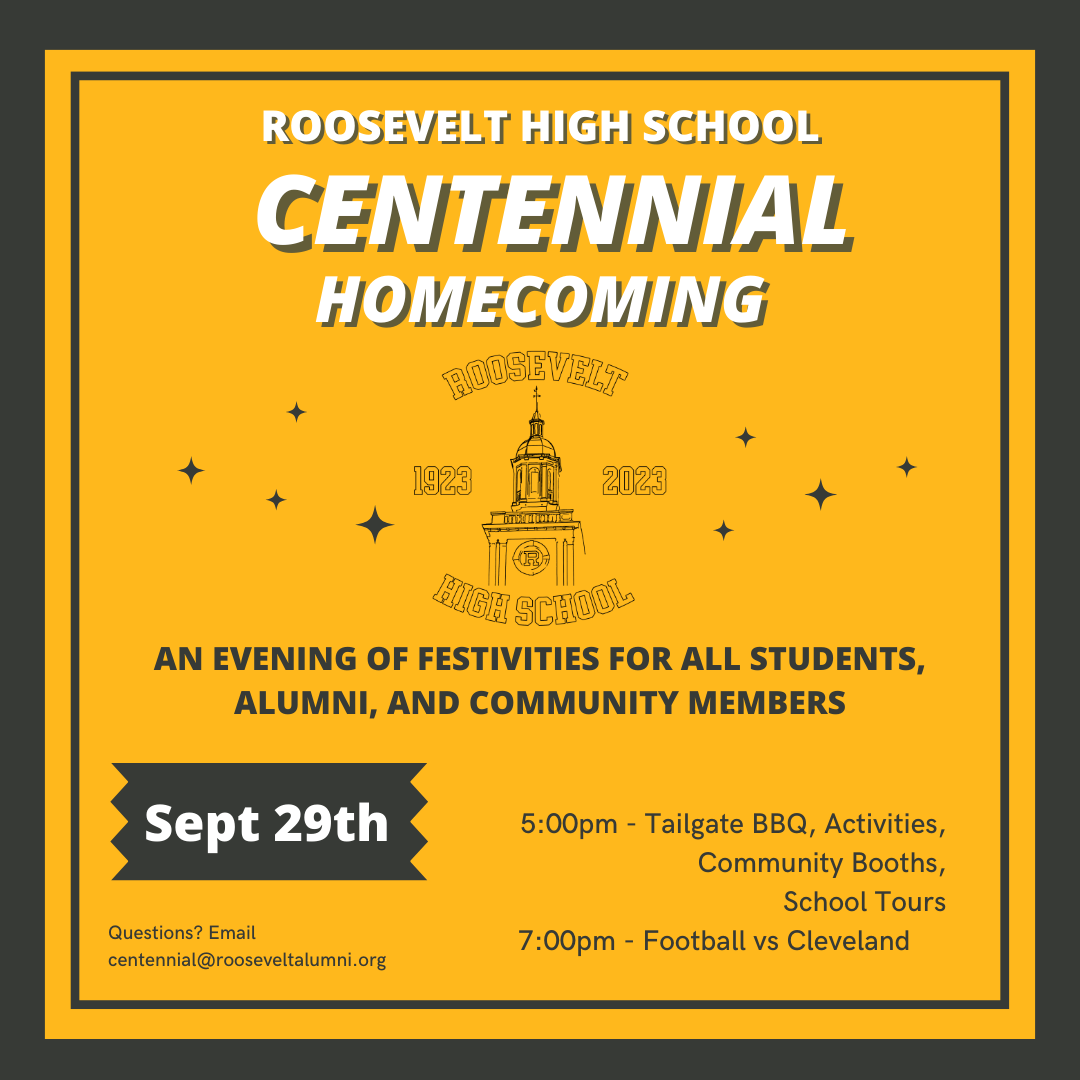 ROOSEVELT HIGH SCHOOL
CENTENNIAL
HOMECOMING
ROOSEVELT
1923 2023
R
HIGH SCHOOL
AN EVENING OF FESTIVITIES FOR ALL STUDENTS,
ALUMNI, AND COMMUNITY MEMBERS
Sept 29th
Questions? Email
centennial@rooseveltalumni.org
5:00pm - Tailgate BBQ, Activities,
Community Booths,
School Tours
7:00pm - Football vs Cleveland